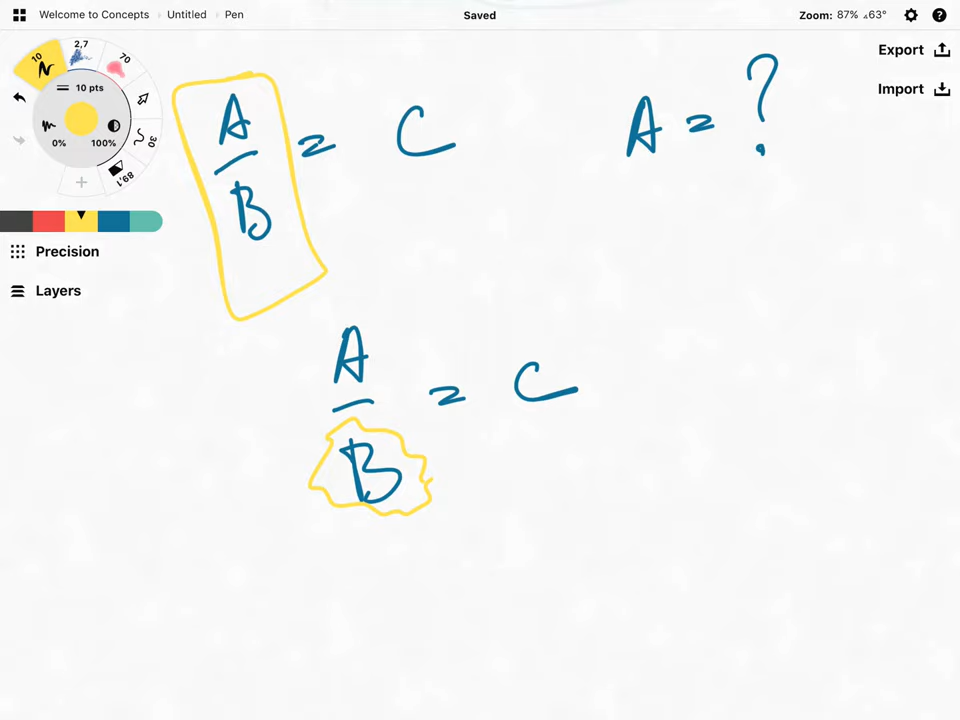 Welcome to Concepts > Untitled > Pen
Saved
Zoom: 87% ⊿63°
?
Export
Import
10
2,7
70
10 pts
0%
100%
30
89,1
+
Precision
Layers
A/B = C
A = ?
A/B = C